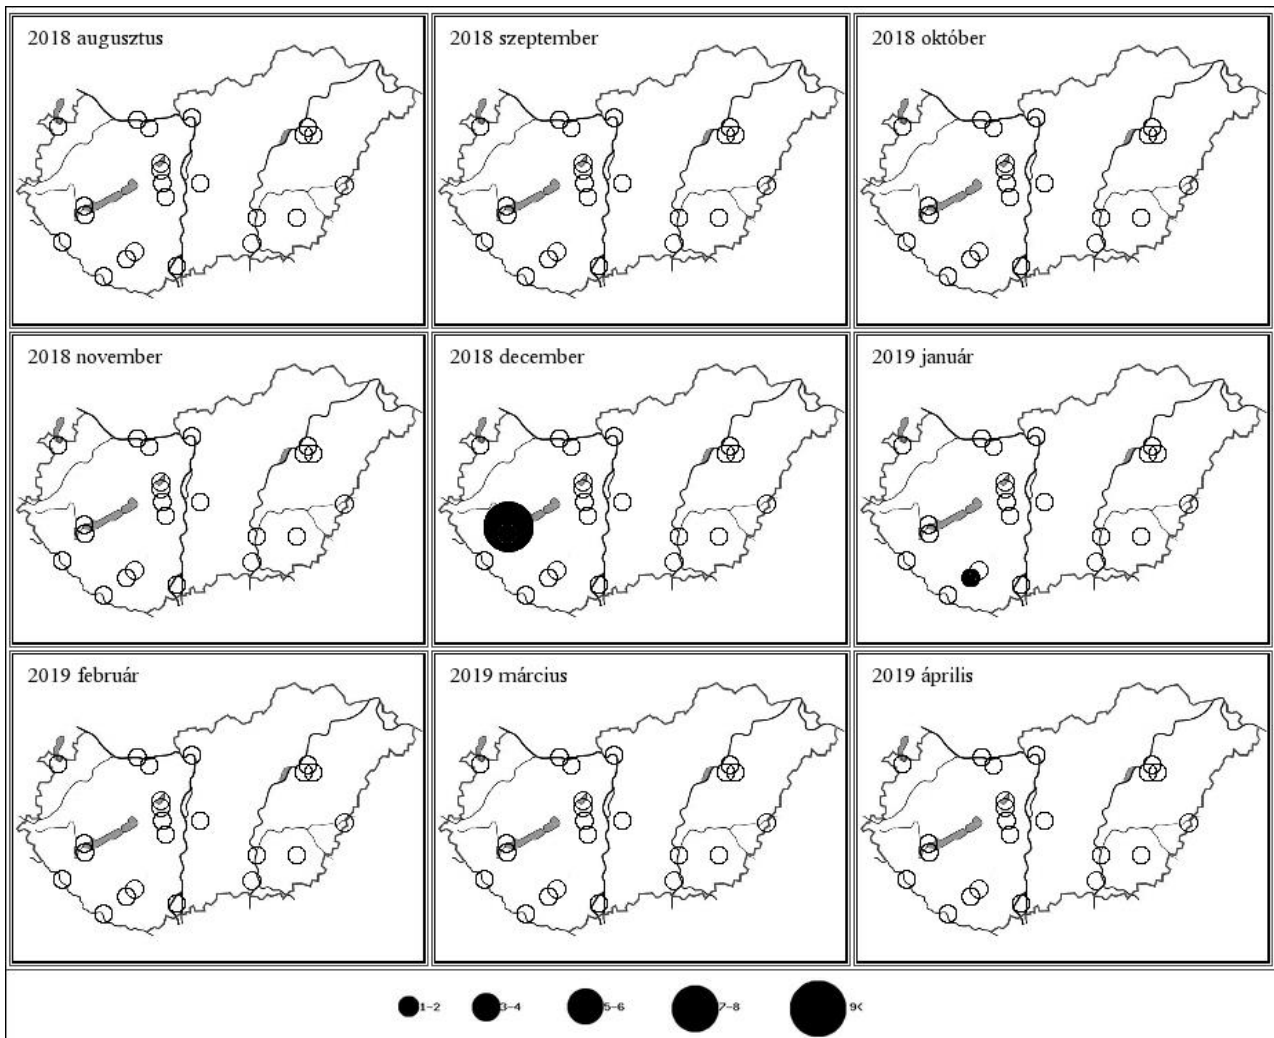 2018 augusztus
2018 szeptember
2018 október
2018 november
2018 december
2019 január
2019 február
2019 március
2019 április
1-2 3-4 5-6 7-8 9<